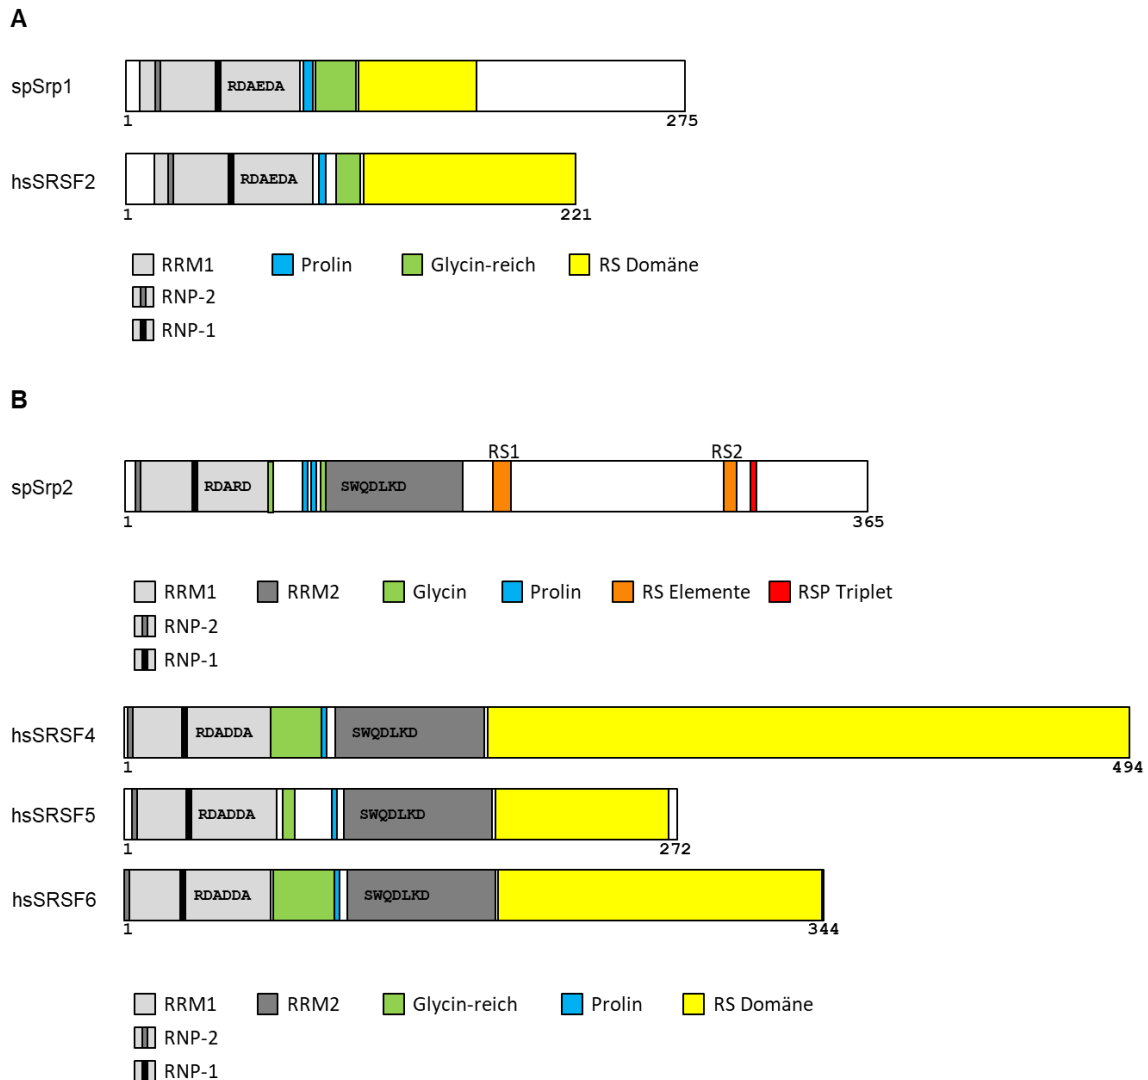 A
spSrp1
RDAEDA
1 275
hsSRSF2
RDAEDA
1 221
RRM1 Prolin Glycin-reich RS Domäne
RNP-2
RNP-1
B
RS1 RS2
spSrp2
RDARD SWQDLKD
1 365
RRM1 RRM2 Glycin Prolin RS Elemente RSP Triplet
RNP-2
RNP-1
hsSRSF4
RDADDA SWQDLKD
1 494
hsSRSF5
RDADDA SWQDLKD
1 272
hsSRSF6
RDADDA SWQDLKD
1 344
RRM1 RRM2 Glycin-reich Prolin RS Domäne
RNP-2
RNP-1